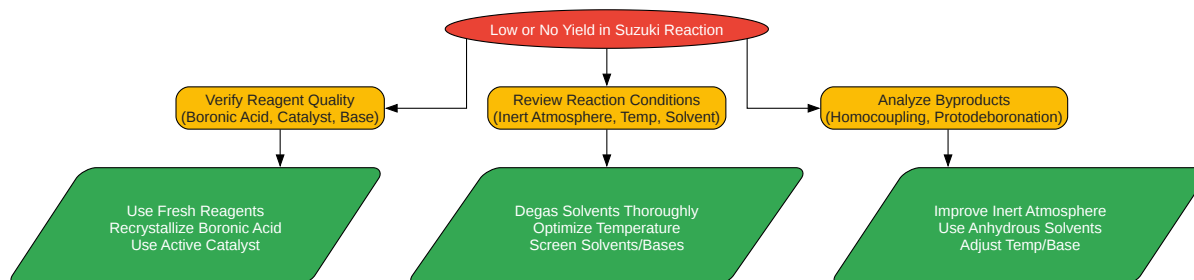 Low or No Yield in Suzuki Reaction
Verify Reagent Quality
(Boronic Acid, Catalyst, Base)
Review Reaction Conditions
(Inert Atmosphere, Temp, Solvent)
Analyze Byproducts
(Homocoupling, Protodeboronation)
Use Fresh Reagents
Recrystallize Boronic Acid
Use Active Catalyst
Degas Solvents Thoroughly
Optimize Temperature
Screen Solvents/Bases
Improve Inert Atmosphere
Use Anhydrous Solvents
Adjust Temp/Base